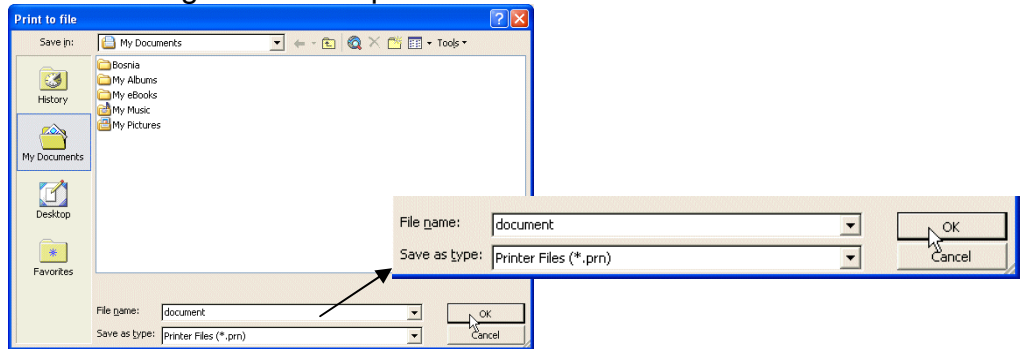 Print to file
Save in: My Documents Tools
Bosnia
My Albums
My eBooks
My Music
My Pictures
History
My Documents
Desktop
Favorites
File name: document OK
Save as type: Printer Files (*.prn) Cancel
File name: document OK
Save as type: Printer Files (*.prn) Cancel